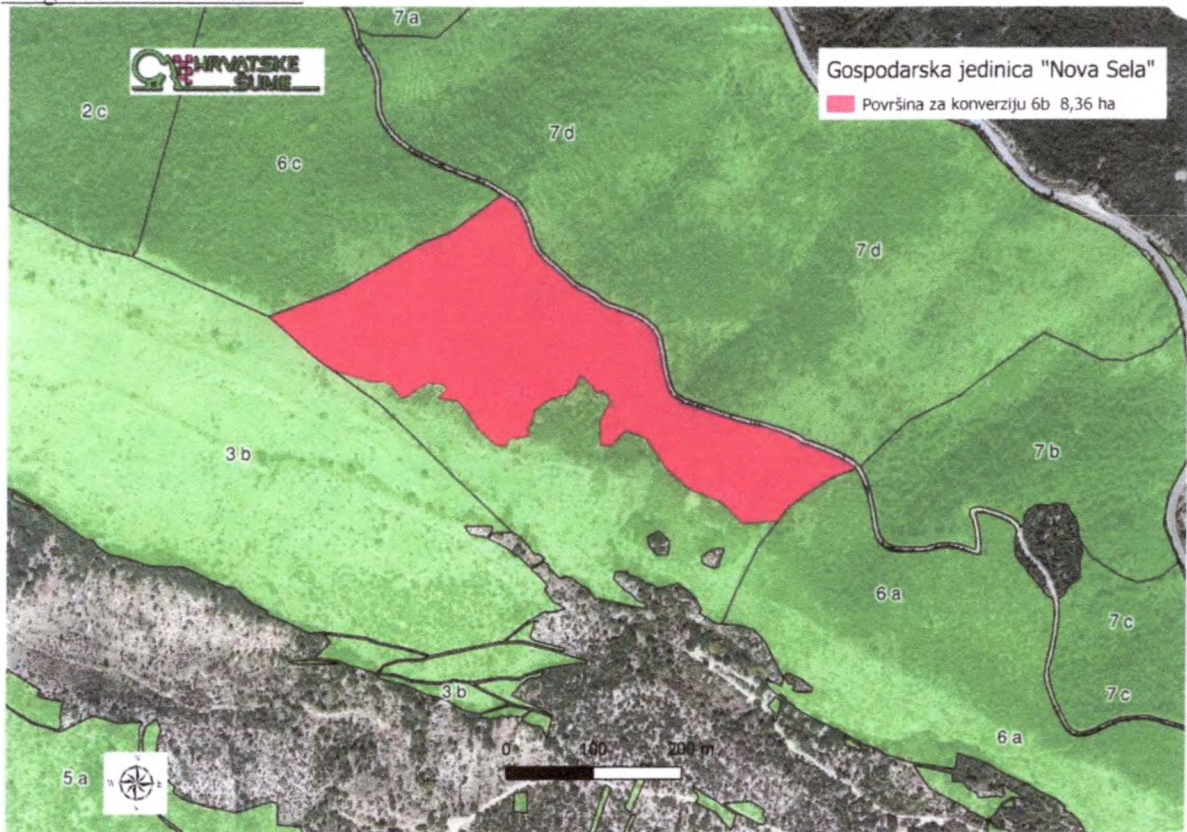 7 a
HRVATSKE
ŠUME
Gospodarska jedinica "Nova Sela"
Površina za konverziju 6b 8,36 ha
2 c
6 c
7 d
7 d
3 b
7 b
6 a
7 c
7 c
3 b
6 a
5 a
0 100 200 m